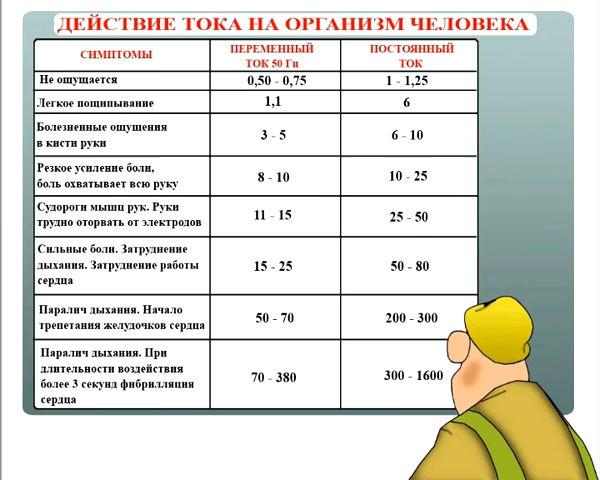 ДЕЙСТВИЕ ТОКА НА ОРГАНИЗМ ЧЕЛОВЕКА
СИМПТОМЫ
ПЕРЕМЕННЫЙ
ТОК 50 Гц
ПОСТОЯННЫЙ
ТОК
Не ощущается
0,50 - 0,75
1 - 1,25
Легкое пощипывание
1,1
6
Болезненные ощущения
в кисти руки
3 - 5
6 - 10
Резкое усиление боли,
боль охватывает всю руку
8 - 10
10 - 25
Судороги мышц рук. Руки
трудно оторвать от электродов
11 - 15
25 - 50
Сильные боли. Затруднение
дыхания. Затруднение работы
сердца
15 - 25
50 - 80
Паралич дыхания. Начало
трепетания желудочков сердца
50 - 70
200 - 300
Паралич дыхания. При
длительности воздействия
более 3 секунд фибрилляция
сердца
70 - 380
300 - 1600